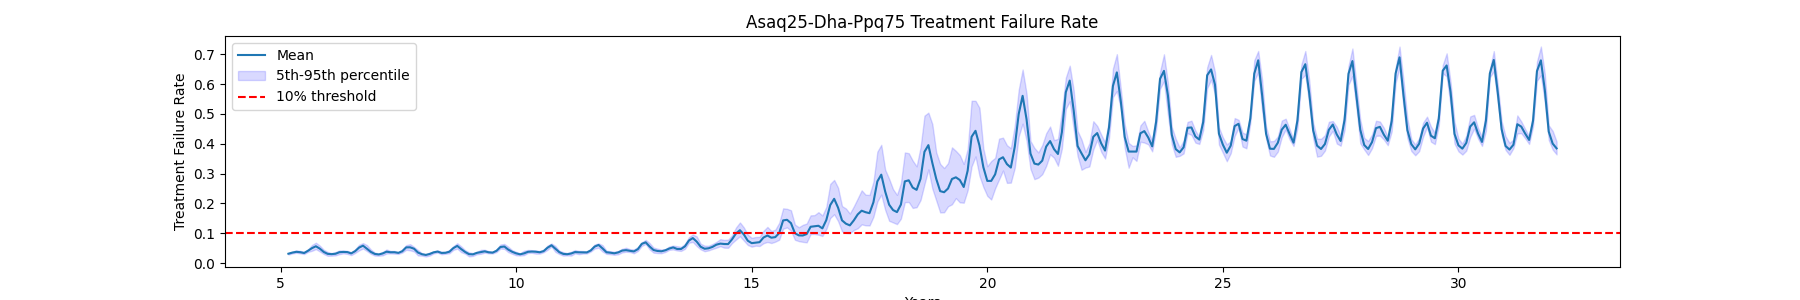 Asaq25-Dha-Ppq75 Treatment Failure Rate
Treatment Failure Rate
0.7
0.6
0.5
0.4
0.3
0.2
0.1
0.0
Mean
5th-95th percentile
10% threshold
5 10 15 20 25 30
Years